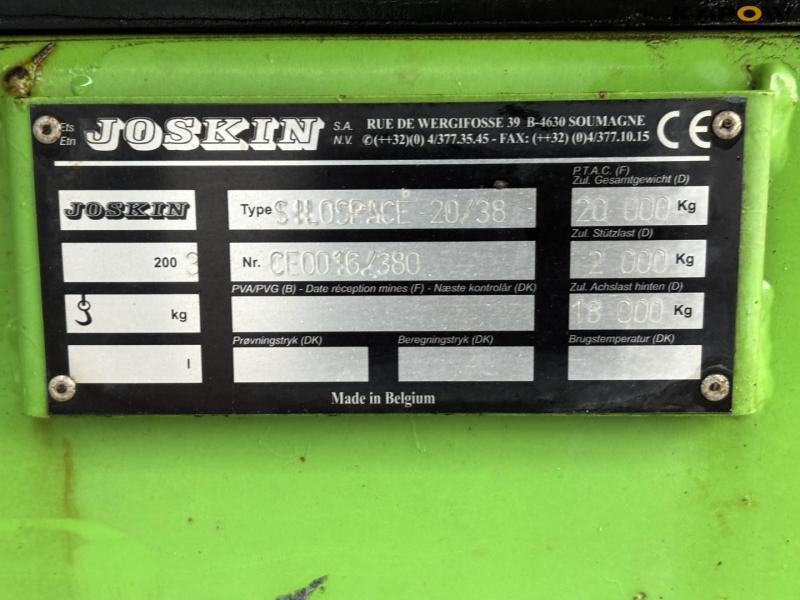 Ets
Etn
JOSKIN
S.A.
N.V.
RUE DE WERGIFOSSE 39 B-4630 SOUMAGNE
✆(++32)(0) 4/377.35.45 - FAX: (++32) (0)4/377.10.15
CE
P.T.A.C. (F)
Zul. Gesamtgewicht (D)
JOSKIN
Type SILOSPACE 20/38
20 000 Kg
Zul. Stützlast (D)
2003
Nr. CE0016/380
2 000 Kg
PVA/PVG (B) - Date réception mines (F) - Næste kontrolår (DK)
Zul. Achslast hinten (D)
kg
18 000 Kg
Prøvningstryk (DK)
Beregningstryk (DK)
Brugstemperatur (DK)
l
Made in Belgium